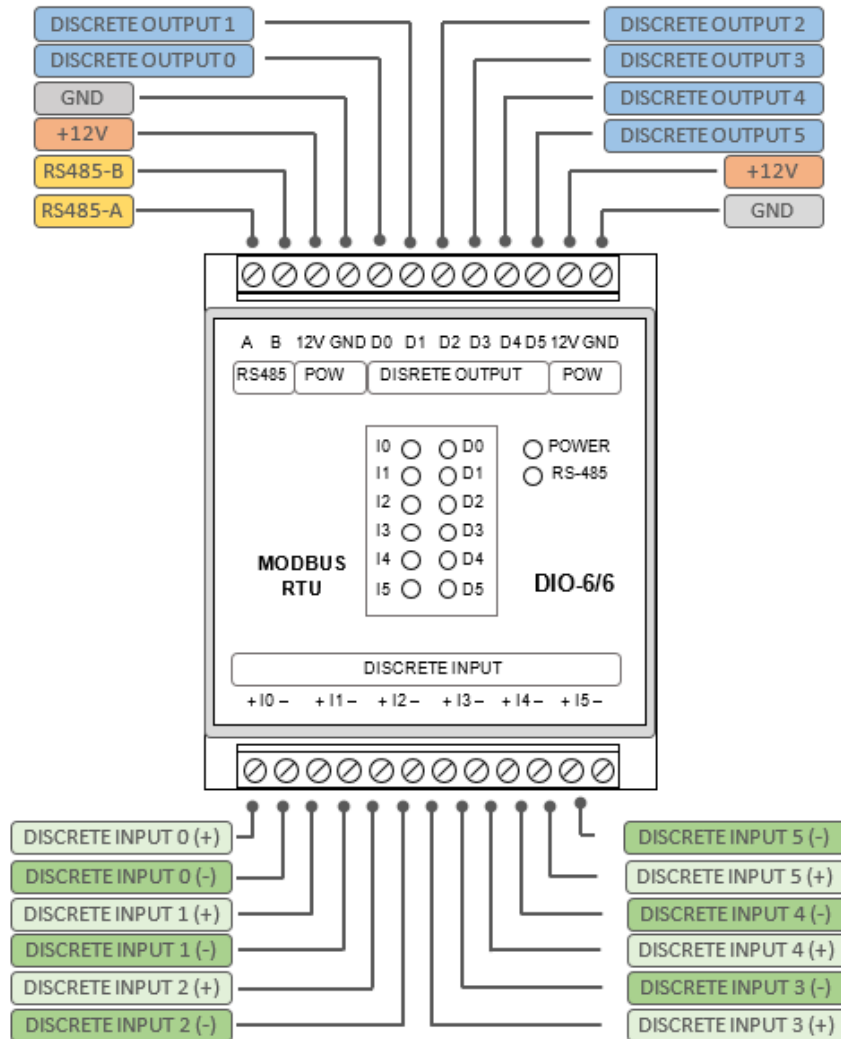 DISCRETE OUTPUT 1
DISCRETE OUTPUT 0
GND
+12V
RS485-B
RS485-A
DISCRETE OUTPUT 2
DISCRETE OUTPUT 3
DISCRETE OUTPUT 4
DISCRETE OUTPUT 5
+12V
GND
A B 12V GND D0 D1 D2 D3 D4 D5 12V GND
RS485 POW DISRETE OUTPUT POW
I0 D0 POWER
I1 D1 RS-485
I2 D2
I3 D3
I4 D4
I5 D5
MODBUS
RTU
DIO-6/6
DISCRETE INPUT
+ I0 – + I1 – + I2 – + I3 – + I4 – + I5 –
DISCRETE INPUT 0 (+)
DISCRETE INPUT 0 (-)
DISCRETE INPUT 1 (+)
DISCRETE INPUT 1 (-)
DISCRETE INPUT 2 (+)
DISCRETE INPUT 2 (-)
DISCRETE INPUT 5 (-)
DISCRETE INPUT 5 (+)
DISCRETE INPUT 4 (-)
DISCRETE INPUT 4 (+)
DISCRETE INPUT 3 (-)
DISCRETE INPUT 3 (+)